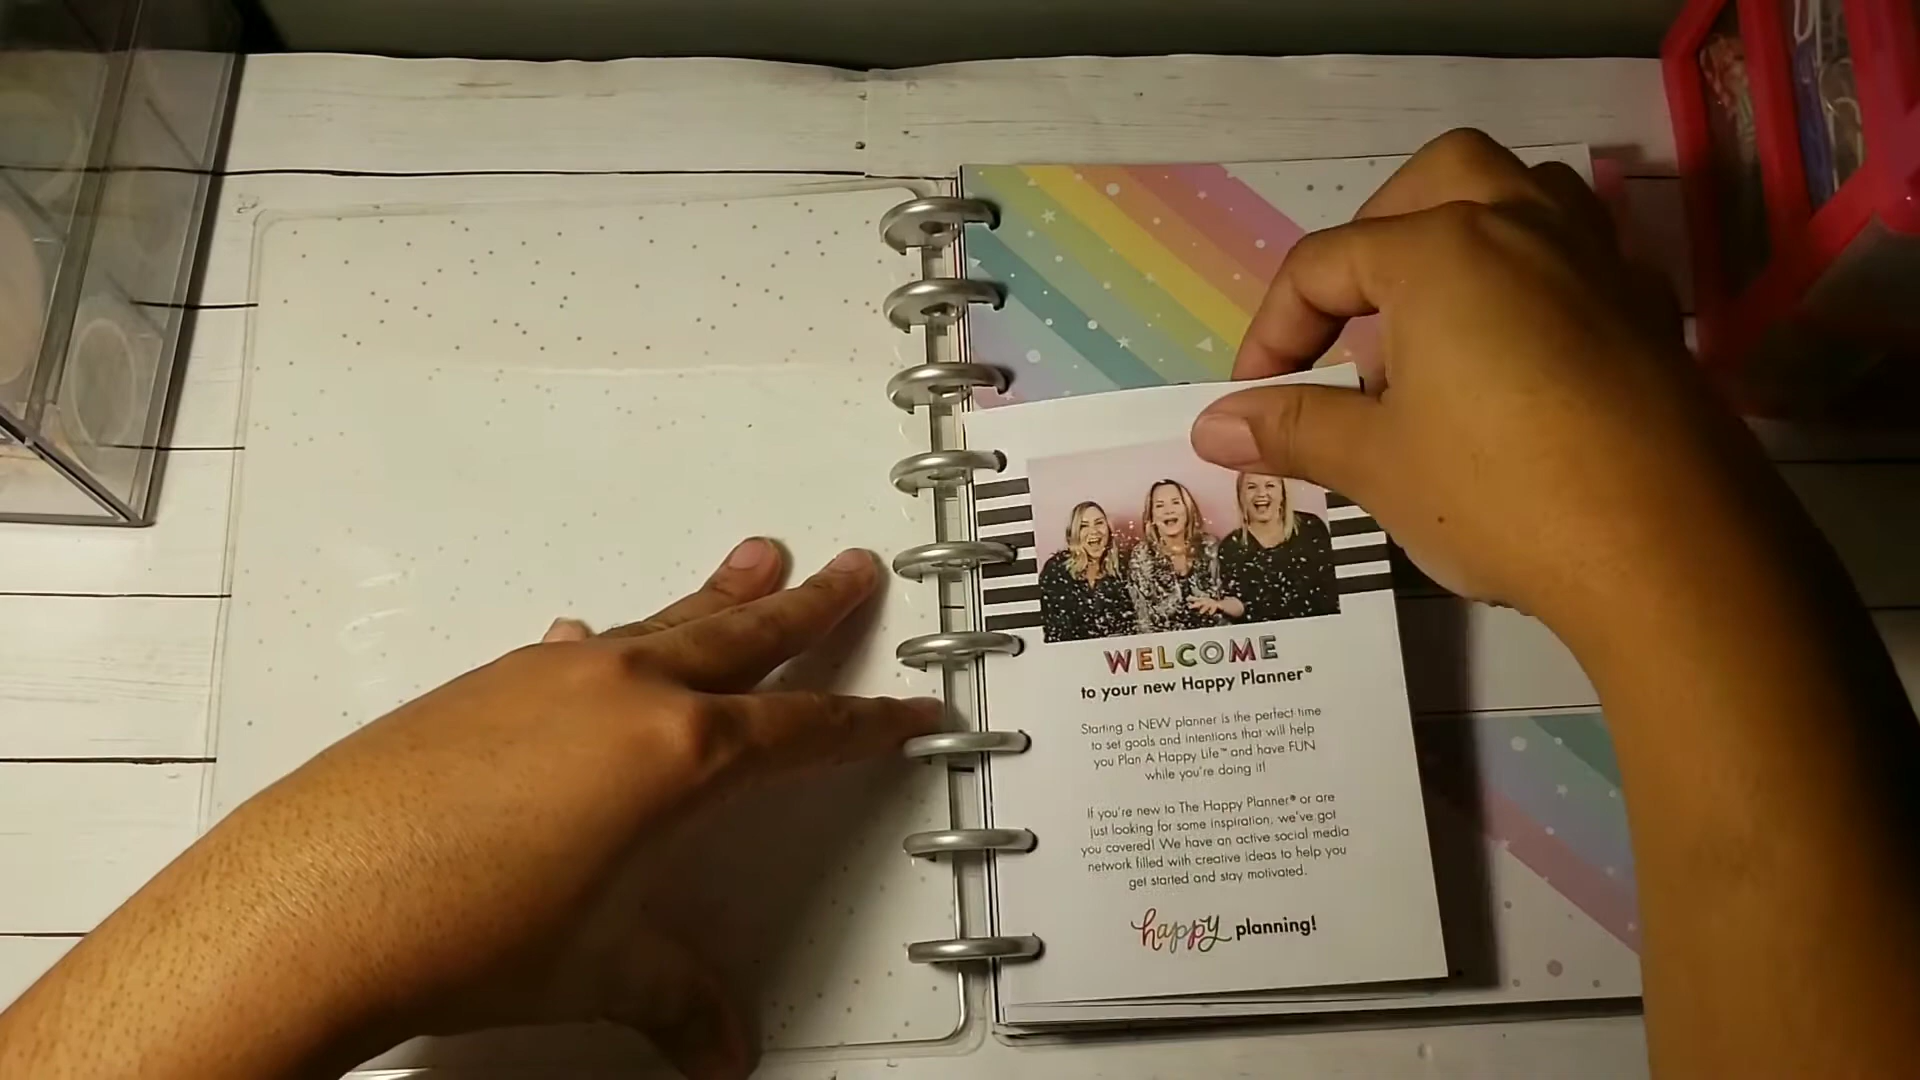 WELCOME
to your new Happy Planner®
Starting a NEW planner is the perfect time
to set goals and intentions that will help
you Plan A Happy Life™ and have FUN
while you're doing it!
If you're new to The Happy Planner® or are
just looking for some inspiration, we've got
you covered! We have an active social media
network filled with creative ideas to help you
get started and stay motivated.
happy planning!